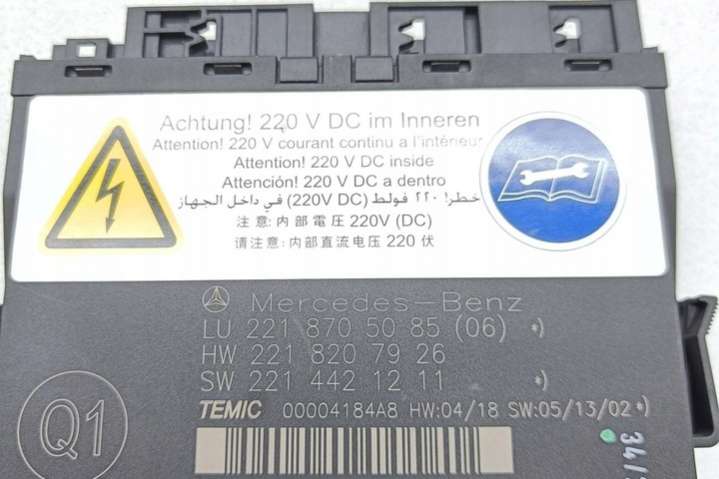 Achtung! 220 V DC im Inneren
Attention! 220 V courant continu a l'intérieur
Attention! 220 V DC inside
Attención! 220 V DC a dentro
خطر! ٢٢٠ فولط (220V DC) في داخل الجهاز
注意: 内部電圧 220V (DC)
请注意: 内部直流电压 220 伏
Mercedes-Benz
LU 221 870 50 85 (06) *)
HW 221 820 79 26
SW 221 442 12 11 *)
TEMIC 00004184A8 HW:04/18 SW:05/13/02 *)
Q1
34/